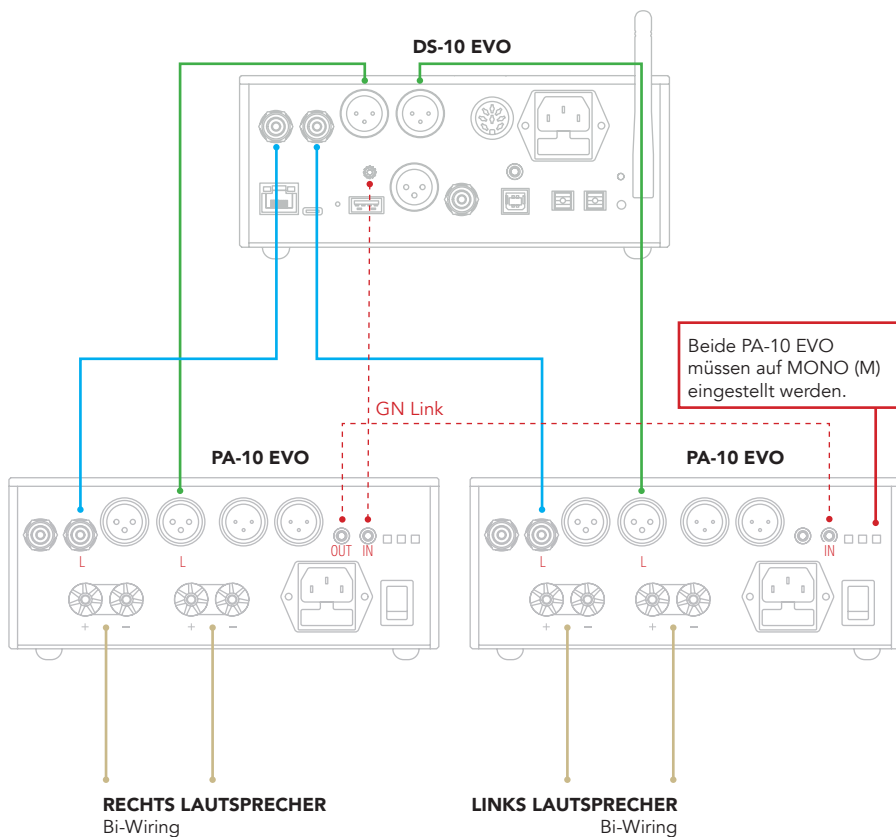 DS-10 EVO
Beide PA-10 EVO
müssen auf MONO (M)
eingestellt werden.
GN Link
PA-10 EVO
PA-10 EVO
L
L
OUT
IN
L
L
IN
+
−
+
−
+
−
+
−
RECHTS LAUTSPRECHER
Bi-Wiring
LINKS LAUTSPRECHER
Bi-Wiring